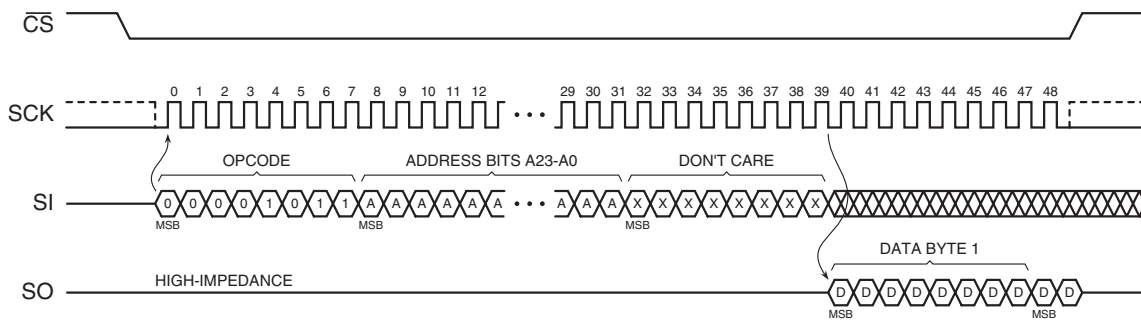 CS
0 1 2 3 4 5 6 7 8 9 10 11 12 29 30 31 32 33 34 35 36 37 38 39 40 41 42 43 44 45 46 47 48
SCK
OPCODE ADDRESS BITS A23-A0 DON'T CARE
SI 0 0 0 0 1 0 1 1 A A A A A A A A A X X X X X X X X
MSB MSB MSB
DATA BYTE 1
HIGH-IMPEDANCE
SO D D D D D D D D D D
MSB MSB